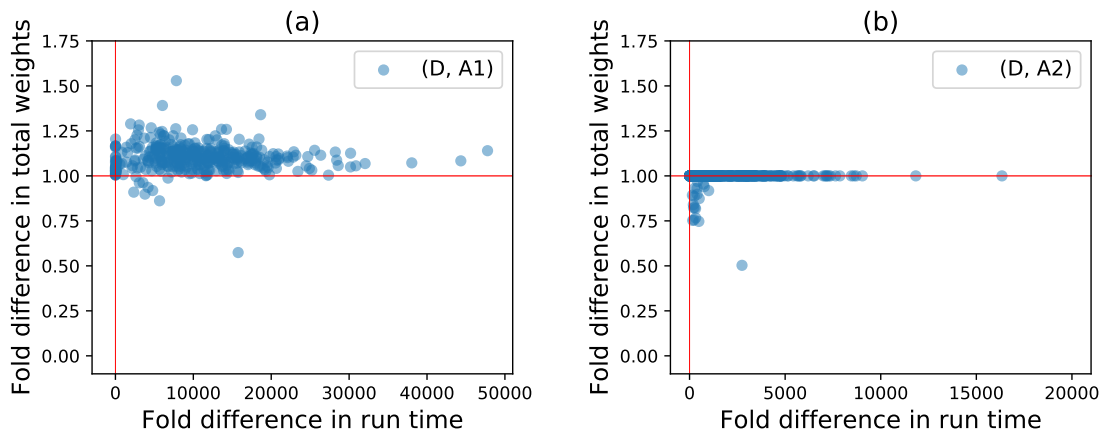 (a)
Fold difference in total weights
1.75
1.50
1.25
1.00
0.75
0.50
0.25
0.00
(D, A1)
0 10000 20000 30000 40000 50000
Fold difference in run time
(b)
Fold difference in total weights
1.75
1.50
1.25
1.00
0.75
0.50
0.25
0.00
(D, A2)
0 5000 10000 15000 20000
Fold difference in run time